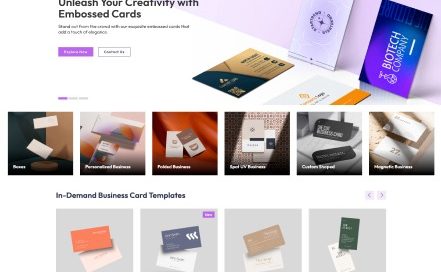 Unleash Your Creativity with
Embossed Cards
Stand out from the crowd with our exquisite embossed cards that
add a touch of elegance.
Explore Now
Contact Us
BIOTECH
COMPANY
Boxes
Personalized Business
Folded Business
Spot UV Business
Custom Shaped
Magnetic Business
In-Demand Business Card Templates
New